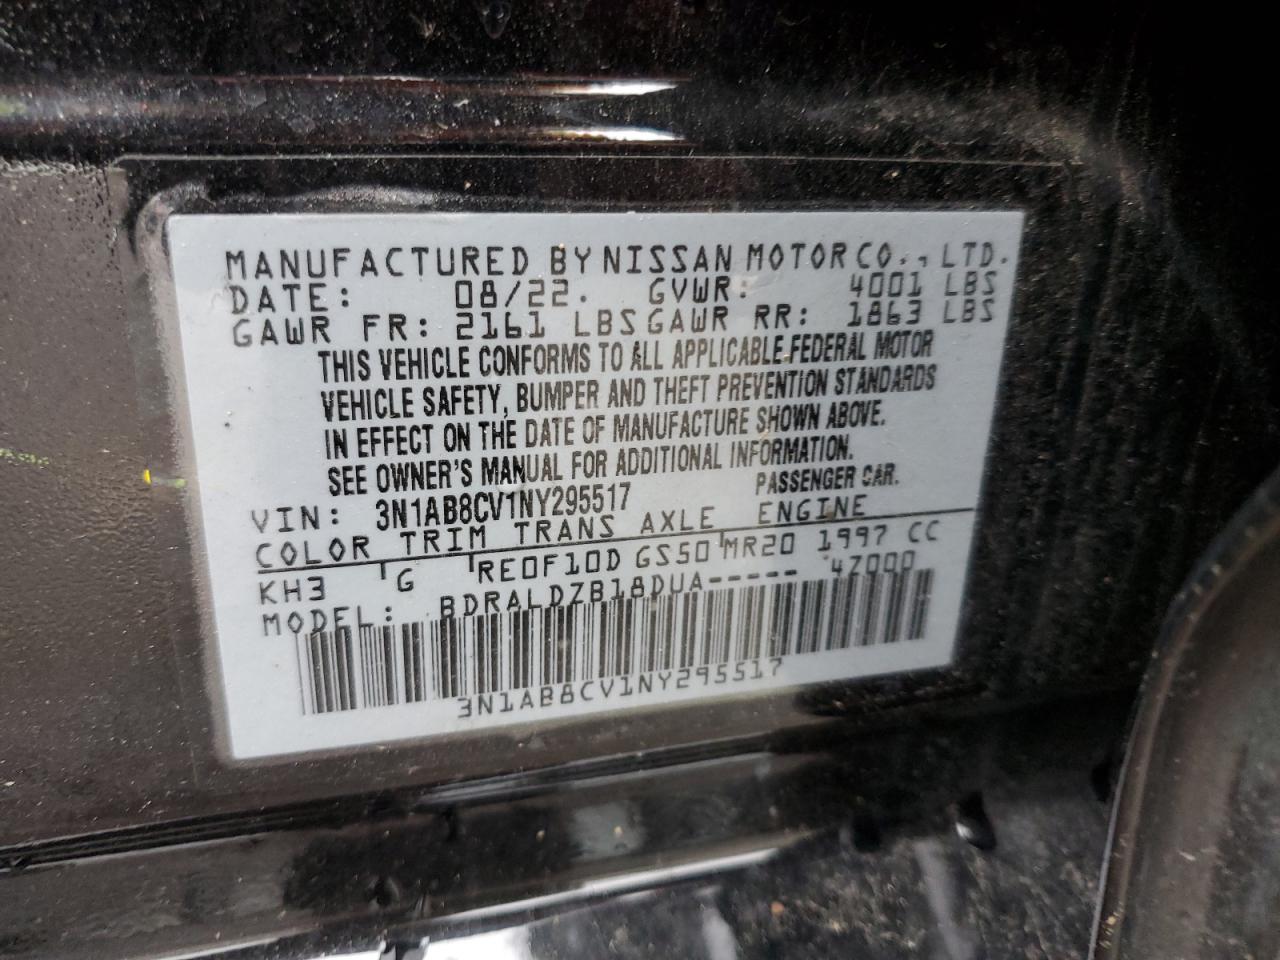 MANUFACTURED BY NISSAN MOTOR CO., LTD.
DATE: 08/22. GVWR: 4001 LBS
GAWR FR: 2161 LBS GAWR RR: 1863 LBS
THIS VEHICLE CONFORMS TO ALL APPLICABLE FEDERAL MOTOR
VEHICLE SAFETY, BUMPER AND THEFT PREVENTION STANDARDS
IN EFFECT ON THE DATE OF MANUFACTURE SHOWN ABOVE.
SEE OWNER'S MANUAL FOR ADDITIONAL INFORMATION.
VIN: 3N1AB8CV1NY295517 PASSENGER CAR.
COLOR TRIM TRANS AXLE ENGINE
KH3 G RE0F10D GS50 MR20 1997 CC
MODEL: BDRALDZB18DUA----- 4Z000
3N1AB8CV1NY295517